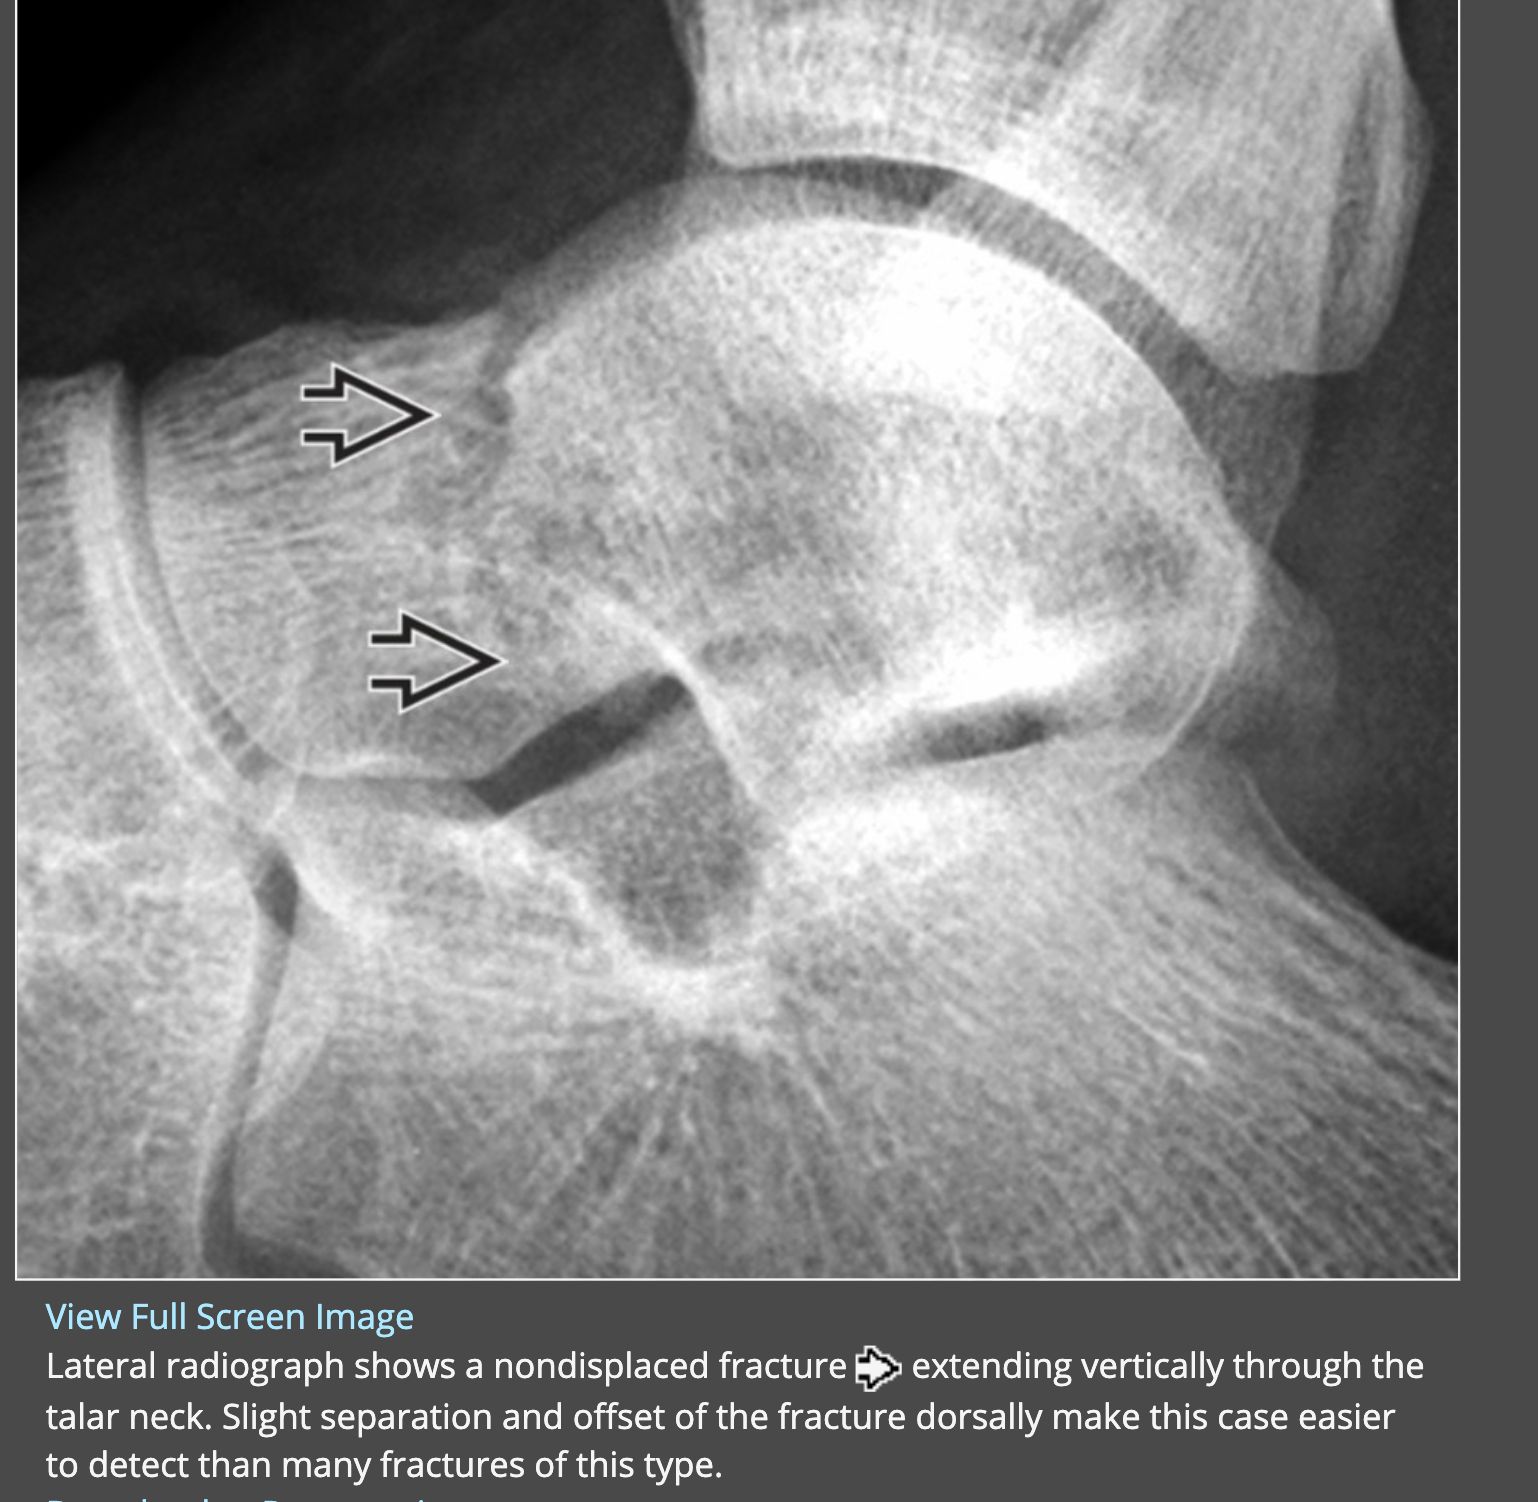 View Full Screen Image
Lateral radiograph shows a nondisplaced fracture extending vertically through the
talar neck. Slight separation and offset of the fracture dorsally make this case easier
to detect than many fractures of this type.